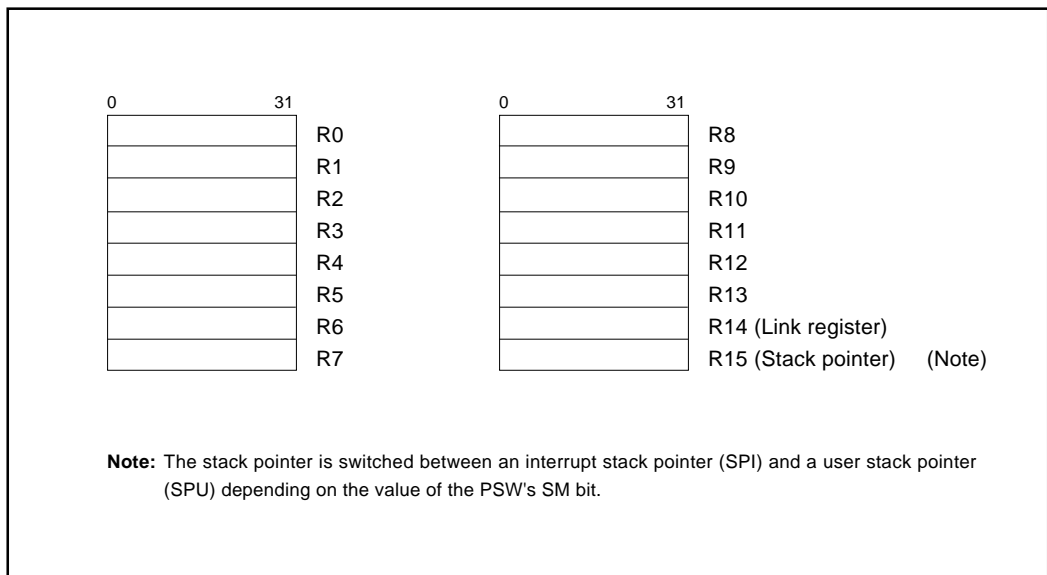 0 31
R0
R1
R2
R3
R4
R5
R6
R7
0 31
R8
R9
R10
R11
R12
R13
R14 (Link register)
R15 (Stack pointer) (Note)
Note: The stack pointer is switched between an interrupt stack pointer (SPI) and a user stack pointer
(SPU) depending on the value of the PSW's SM bit.